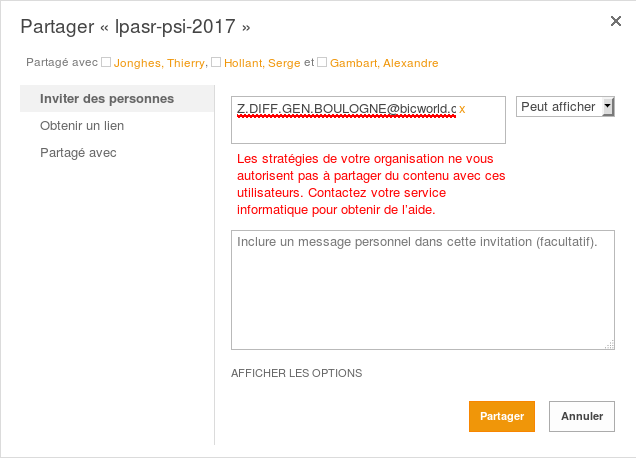 Partager « lpasr-psi-2017 »
Partagé avec Jonghes, Thierry, Hollant, Serge et Gambart, Alexandre
Inviter des personnes
Obtenir un lien
Partagé avec
Z.DIFF.GEN.BOULOGNE@bicworld.c x
Peut afficher
Les stratégies de votre organisation ne vous
autorisent pas à partager du contenu avec ces
utilisateurs. Contactez votre service
informatique pour obtenir de l'aide.
Inclure un message personnel dans cette invitation (facultatif).
AFFICHER LES OPTIONS
Partager
Annuler